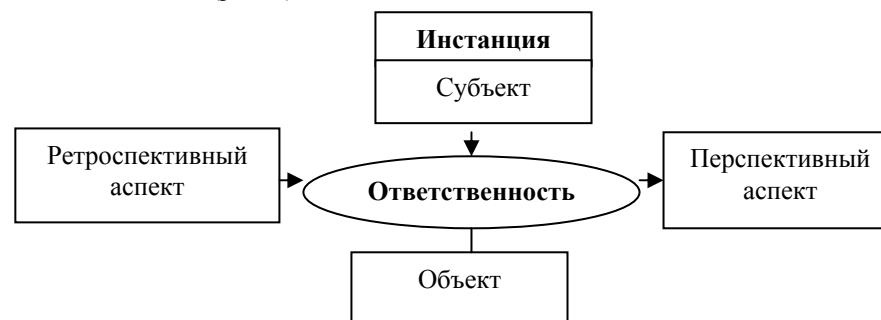 Инстанция
Субъект
Ретроспективный
аспект
Ответственность
Перспективный
аспект
Объект